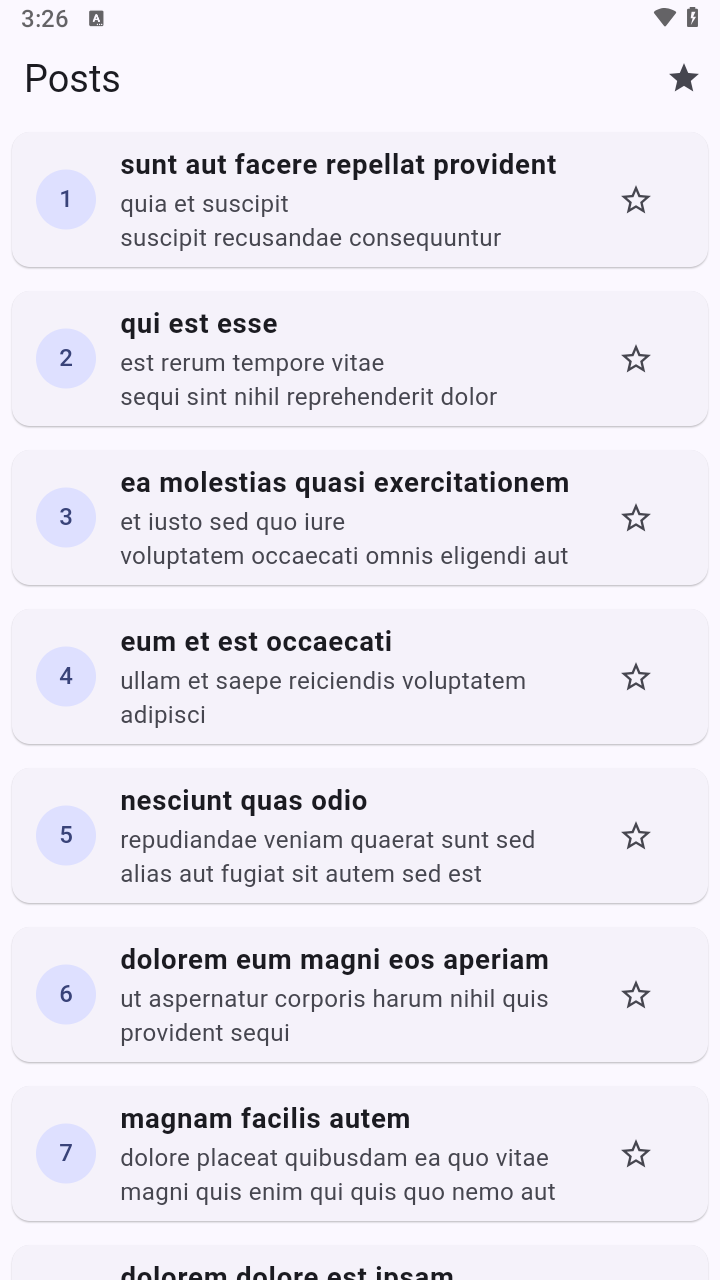 3:26
Posts
1
sunt aut facere repellat provident
quia et suscipit
suscipit recusandae consequuntur
2
qui est esse
est rerum tempore vitae
sequi sint nihil reprehenderit dolor
3
ea molestias quasi exercitationem
et iusto sed quo iure
voluptatem occaecati omnis eligendi aut
4
eum et est occaecati
ullam et saepe reiciendis voluptatem
adipisci
5
nesciunt quas odio
repudiandae veniam quaerat sunt sed
alias aut fugiat sit autem sed est
6
dolorem eum magni eos aperiam
ut aspernatur corporis harum nihil quis
provident sequi
7
magnam facilis autem
dolore placeat quibusdam ea quo vitae
magni quis enim qui quis quo nemo aut
dolorem dolore est ipsam